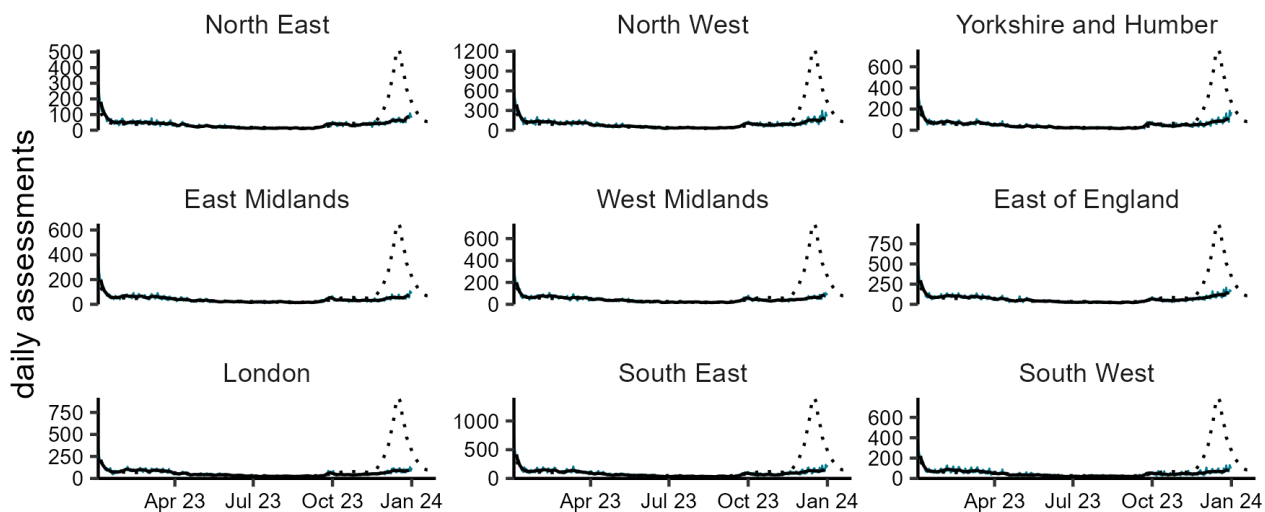 North East North West Yorkshire and Humber
500 1200 600
400 900 400
300 600 200
200 300 0
100 0
0
daily assessments
East Midlands West Midlands East of England
600 600 750
400 400 500
200 200 250
0 0 0
London South East South West
750 1000 600
500 500 400
250 0 200
0 0
Apr 23 Jul 23 Oct 23 Jan 24 Apr 23 Jul 23 Oct 23 Jan 24 Apr 23 Jul 23 Oct 23 Jan 24